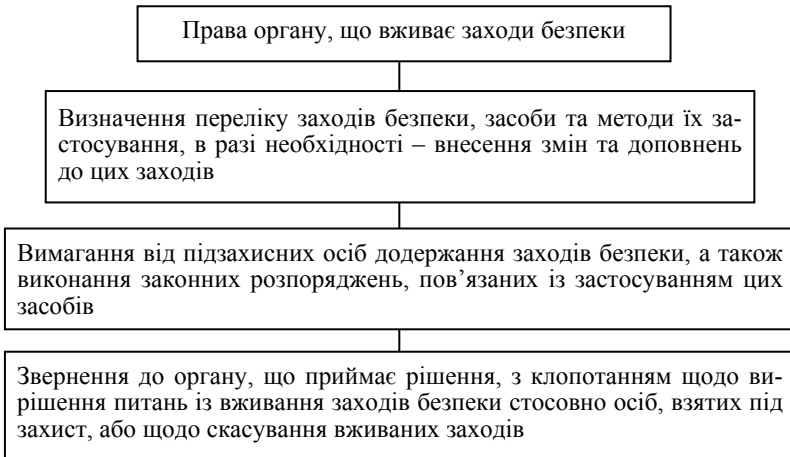 Права органу, що вживає заходи безпеки
Визначення переліку заходів безпеки, засоби та методи їх за-
стосування, в разі необхідності – внесення змін та доповнень
до цих заходів
Вимагання від підзахисних осіб додержання заходів безпеки, а також
виконання законних розпоряджень, пов’язаних із застосуванням цих
засобів
Звернення до органу, що приймає рішення, з клопотанням щодо ви-
рішення питань із вживання заходів безпеки стосовно осіб, взятих під
захист, або щодо скасування вживаних заходів